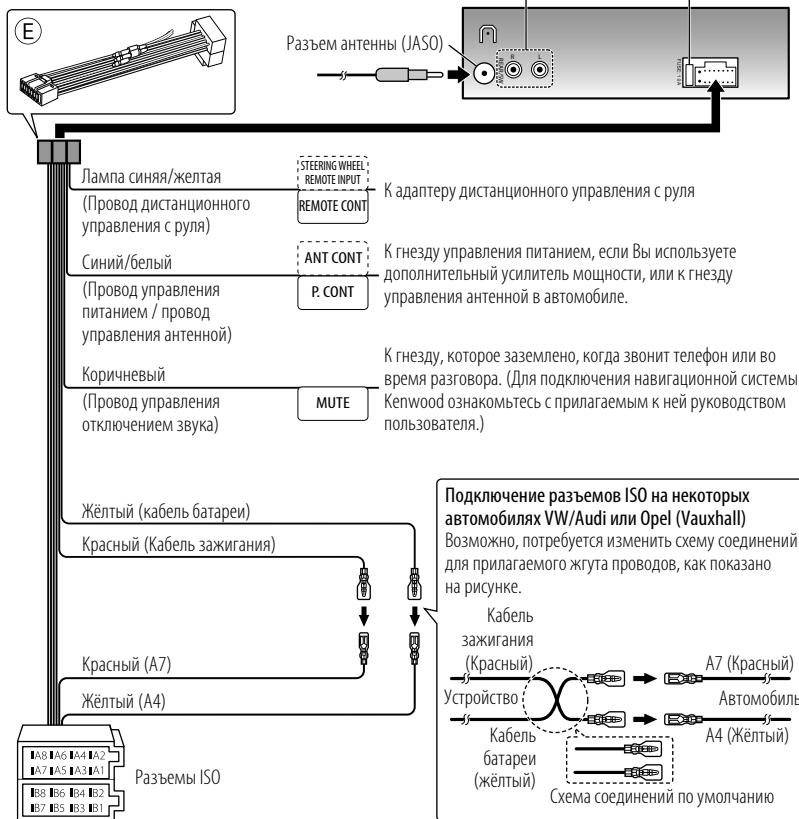 E
Разъем антенны (JASO)
R
L
FUSE 10A
Лампа синяя/желтая
(Провод дистанционного
управления с руля)
STEERING WHEEL
REMOTE INPUT
REMOTE CONT
К адаптеру дистанционного управления с руля
Синий/белый
(Провод управления
питанием / провод
управления антенной)
ANT CONT
P. CONT
К гнезду управления питанием, если Вы используете
дополнительный усилитель мощности, или к гнезду
управления антенной в автомобиле.
Коричневый
(Провод управления
отключением звука)
MUTE
К гнезду, которое заземлено, когда звонит телефон или во
время разговора. (Для подключения навигационной системы
Kenwood ознакомьтесь с прилагаемым к ней руководством
пользователя.)
Жёлтый (кабель батареи)
Красный (Кабель зажигания)
Красный (A7)
Жёлтый (A4)
A8 A6 A4 A2
A7 A5 A3 A1
B8 B6 B4 B2
B7 B5 B3 B1
Разъемы ISO
Подключение разъемов ISO на некоторых
автомобилях VW/Audi или Opel (Vauxhall)
Возможно, потребуется изменить схему соединений
для прилагаемого жгута проводов, как показано
на рисунке.
Кабель
зажигания
(Красный)
A7 (Красный)
Устройство
Автомобиль
Кабель
батареи
(жёлтый)
A4 (Жёлтый)
Схема соединений по умолчанию